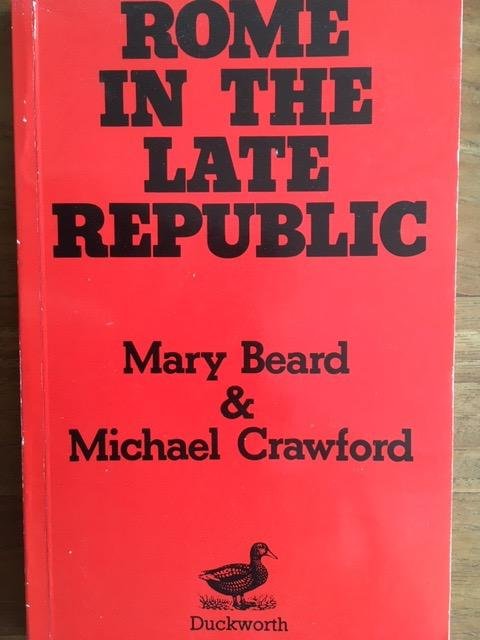 ROME
IN THE
LATE
REPUBLIC
Mary Beard
&
Michael Crawford
Duckworth